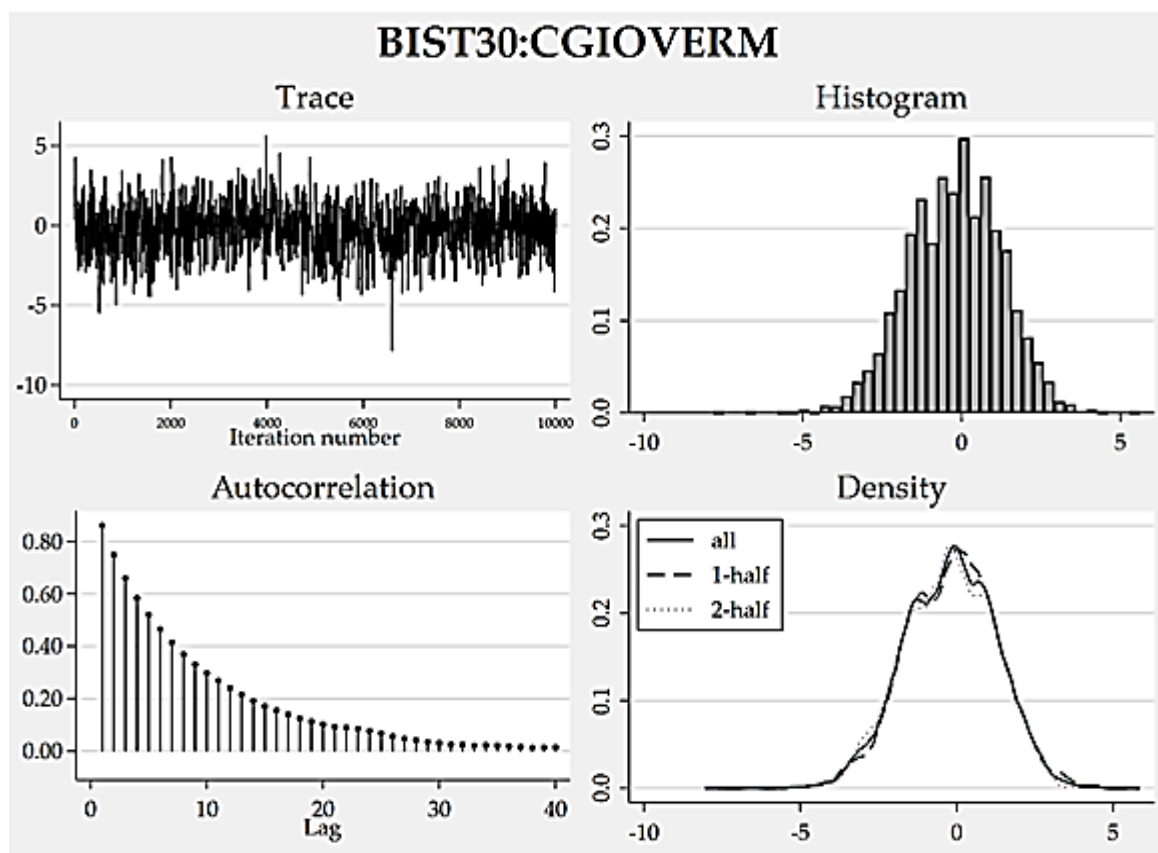 BIST30:CGIOVERM
Trace
5
0
-5
-10
0 2000 4000 6000 8000 10000
Iteration number
Histogram
0.3
0.2
0.1
0.0
-10 -5 0 5
Autocorrelation
0.80
0.60
0.40
0.20
0.00
0 10 20 30 40
Lag
Density
all
1-half
2-half
0.3
0.2
0.1
0.0
-10 -5 0 5